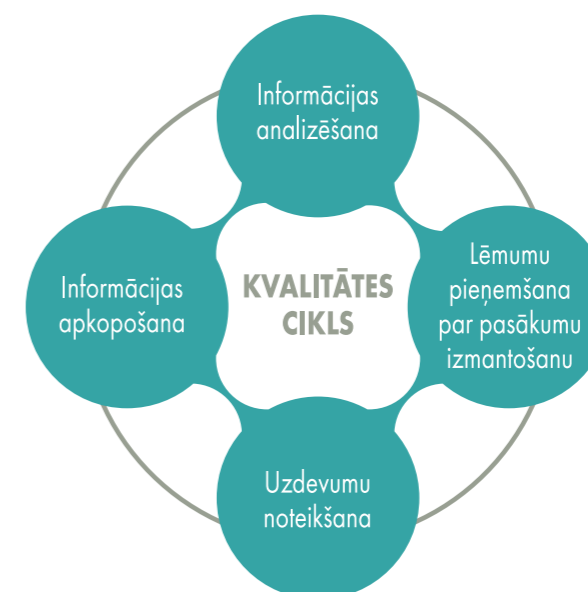 Informācijas
analizēšana
Informācijas
apkopošana
KVALITĀTES
CIKLS
Lēmumu
pieņemšana
par pasākumu
izmantošanu
Uzdevumu
noteikšana